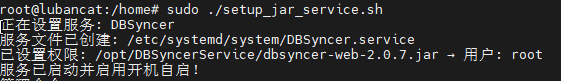 root@lubancat:/home# sudo ./setup_jar_service.sh
正在设置服务: DBSyncer
服务文件已创建: /etc/systemd/system/DBSyncer.service
已设置权限: /opt/DBSyncerService/dbsyncer-web-2.0.7.jar → 用户: root
服务已启动并启用开机自启!